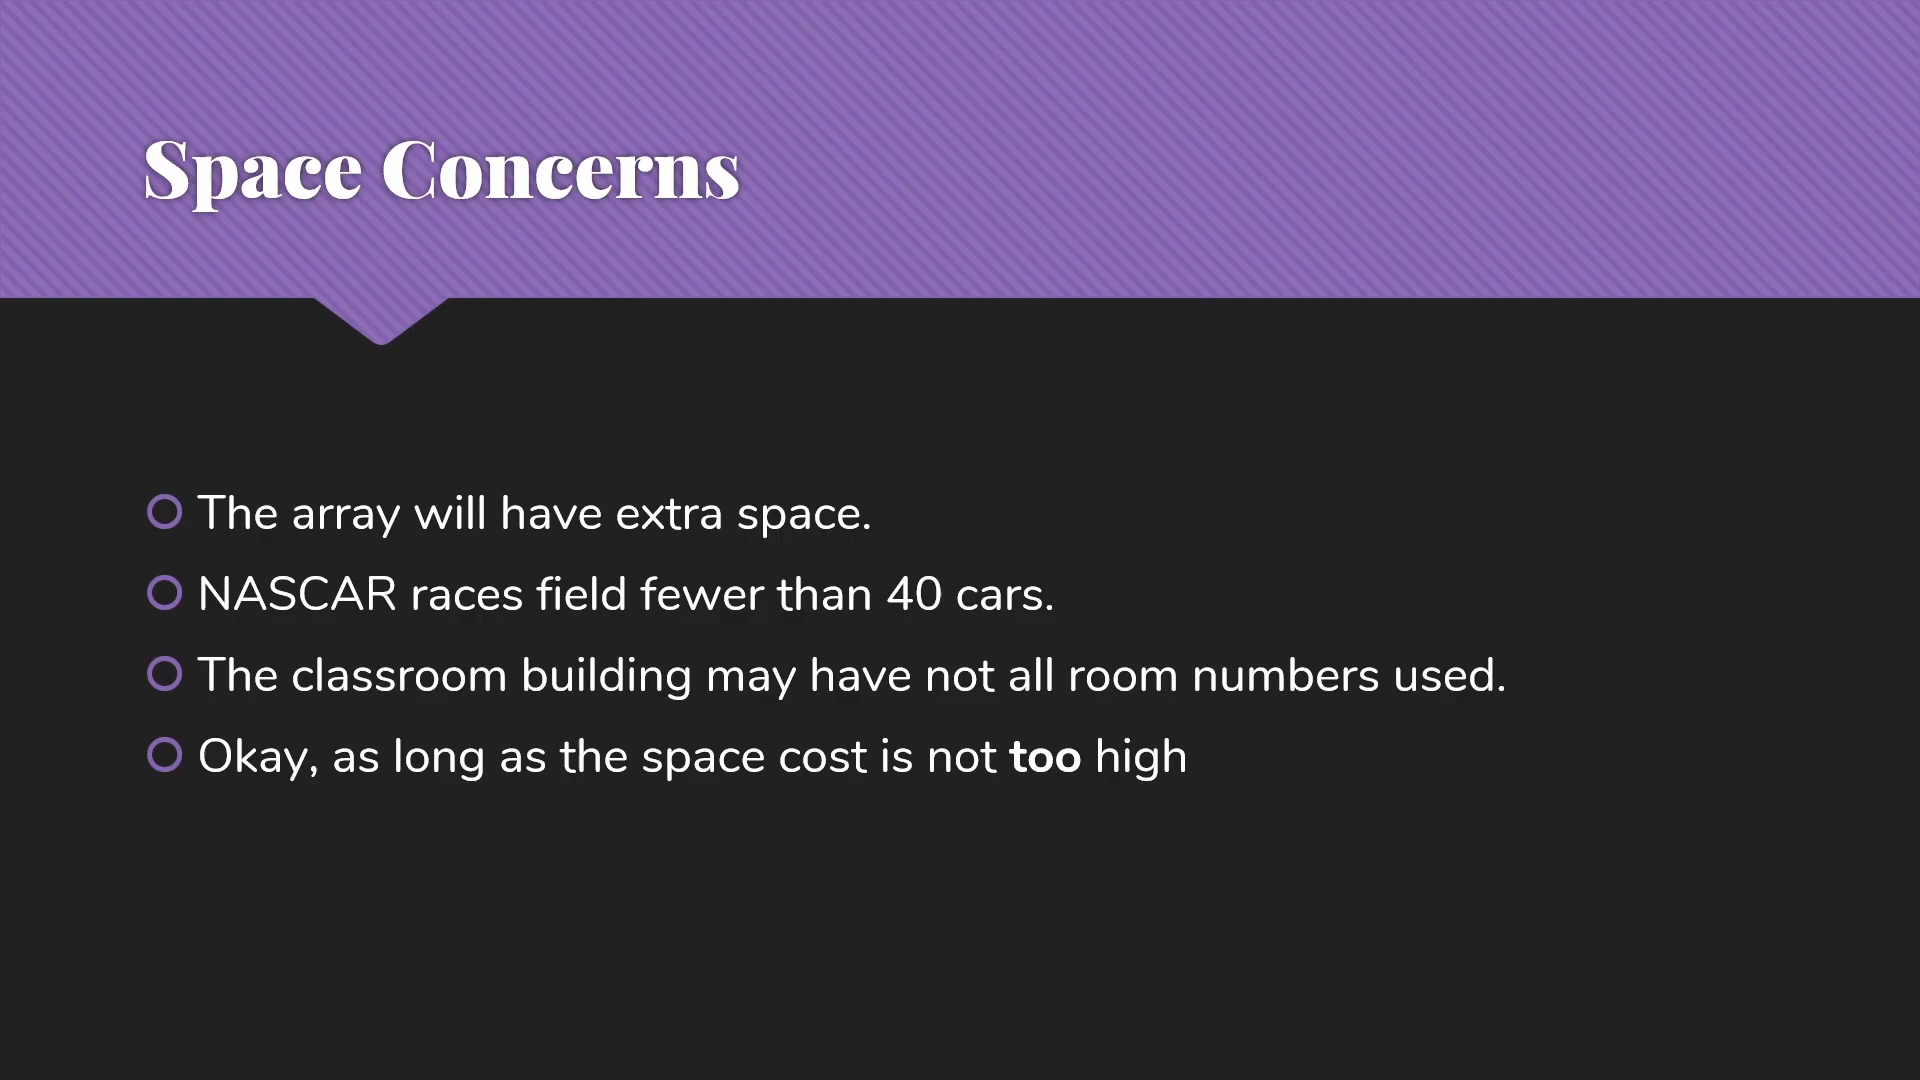 Space Concerns
The array will have extra space.
NASCAR races field fewer than 40 cars.
The classroom building may have not all room numbers used.
Okay, as long as the space cost is not too high